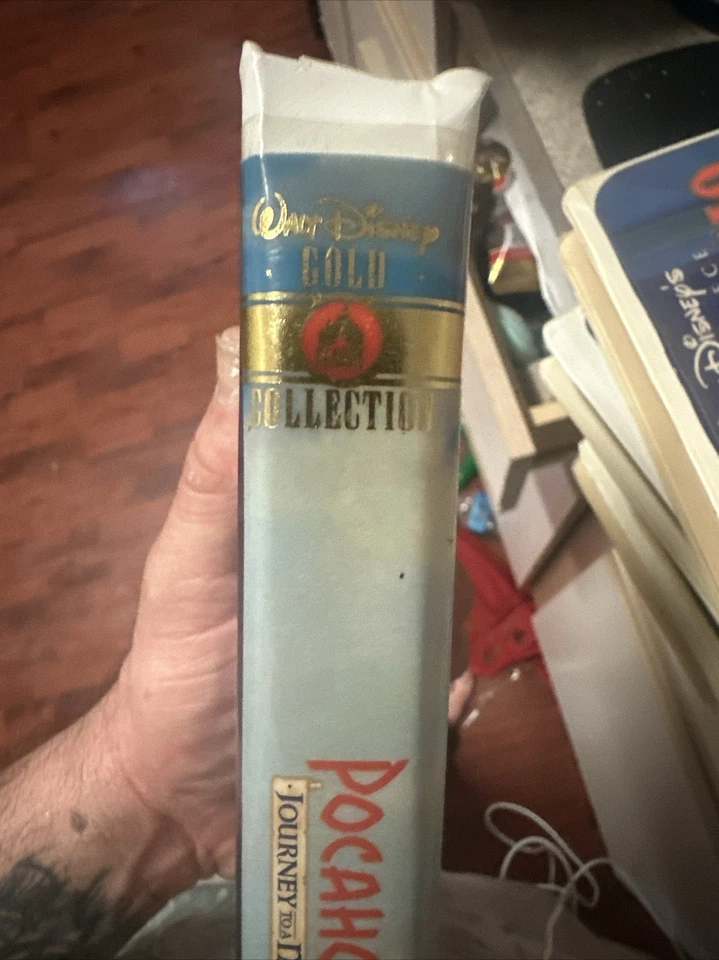 WALT DISNEY
GOLD
COLLECTION
POCAHO
JOURNEY TO A
DISNEY'S